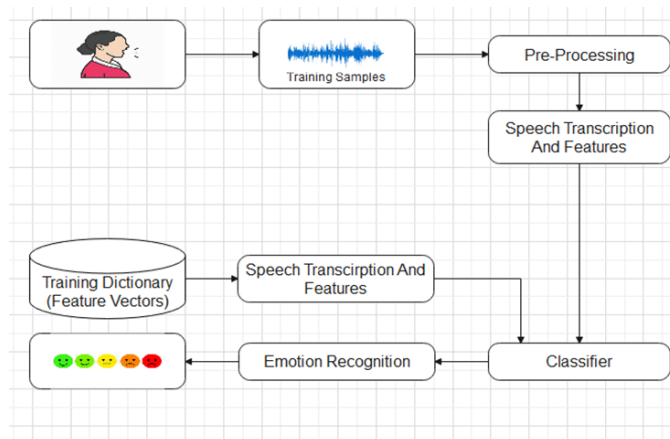 Training Samples
Pre-Processing
Speech Transcription
And Features
Training Dictionary
(Feature Vectors)
Speech Transcirption And
Features
Emotion Recognition
Classifier